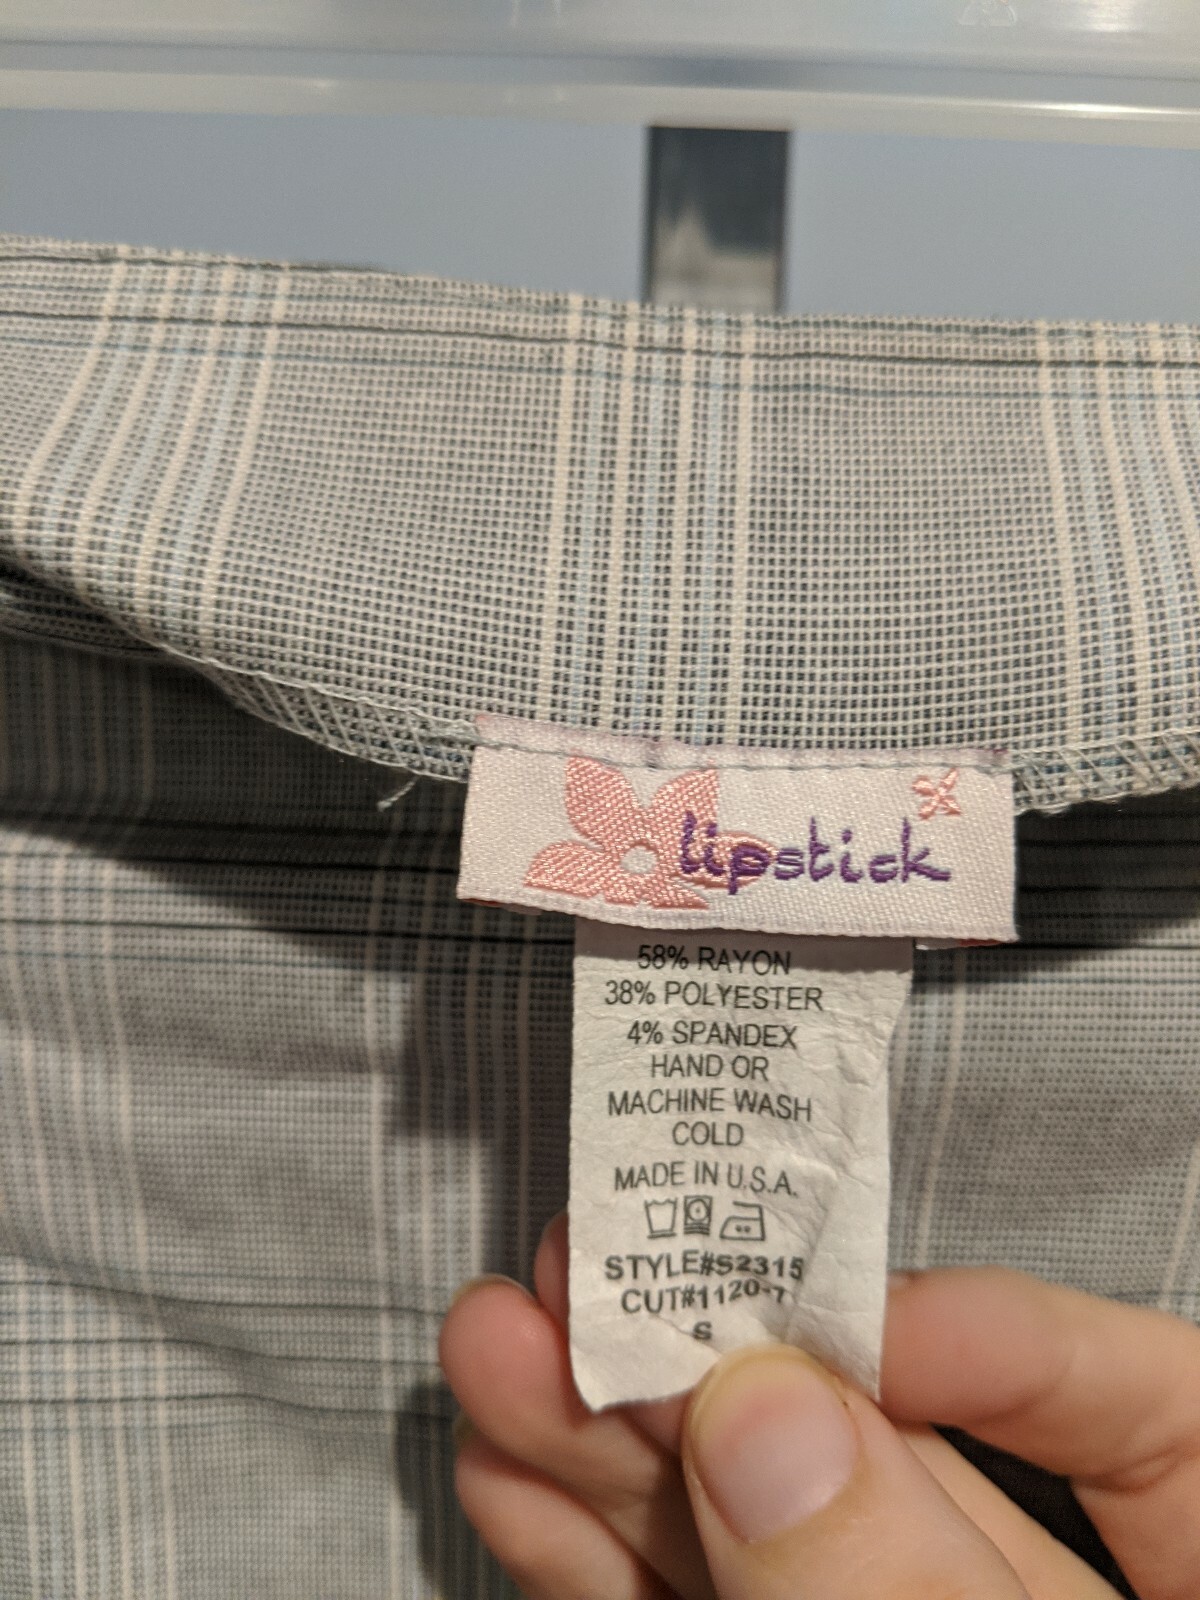 lipstick
58% RAYON
38% POLYESTER
4% SPANDEX
HAND OR
MACHINE WASH
COLD
MADE IN U.S.A.
STYLE#S2315
CUT#1120-7
S